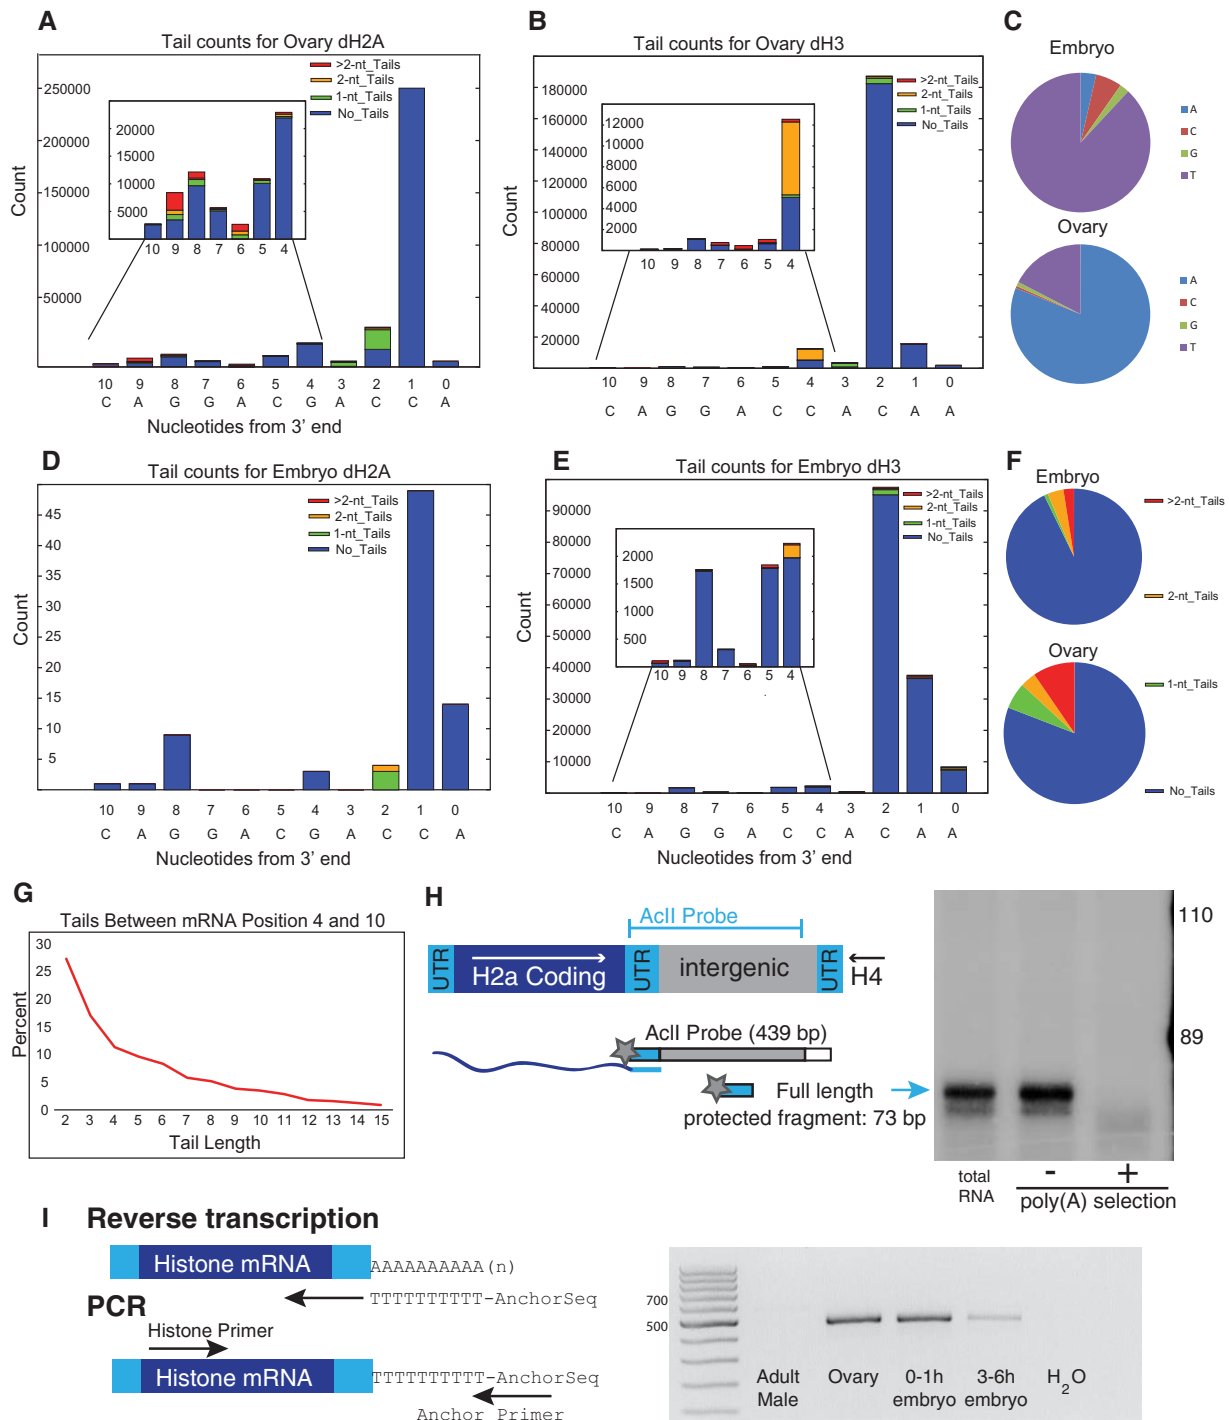 A
Tail counts for Ovary dH2A
>2-nt_Tails
2-nt_Tails
1-nt_Tails
No_Tails
Count
250000
200000
150000
100000
50000
20000
15000
10000
5000
10 9 8 7 6 5 4
10 9 8 7 6 5 4 3 2 1 0
C A G G A C G A C C A
Nucleotides from 3' end
B
Tail counts for Ovary dH3
>2-nt_Tails
2-nt_Tails
1-nt_Tails
No_Tails
Count
180000
160000
140000
120000
100000
80000
60000
40000
20000
12000
10000
8000
6000
4000
2000
10 9 8 7 6 5 4
10 9 8 7 6 5 4 3 2 1 0
C A G G A C C A C A A
C
Embryo
A
C
G
T
Ovary
A
C
G
T
D
Tail counts for Embryo dH2A
>2-nt_Tails
2-nt_Tails
1-nt_Tails
No_Tails
Count
45
40
35
30
25
20
15
10
5
10 9 8 7 6 5 4 3 2 1 0
C A G G A C G A C C A
Nucleotides from 3' end
E
Tail counts for Embryo dH3
>2-nt_Tails
2-nt_Tails
1-nt_Tails
No_Tails
Count
90000
80000
70000
60000
50000
40000
30000
20000
10000
2000
1500
1000
500
10 9 8 7 6 5 4
10 9 8 7 6 5 4 3 2 1 0
C A G G A C C A C A A
Nucleotides from 3' end
F
Embryo
>2-nt_Tails
2-nt_Tails
Ovary
1-nt_Tails
No_Tails
G
Tails Between mRNA Position 4 and 10
Percent
30
25
20
15
10
5
0
2 3 4 5 6 7 8 9 10 11 12 13 14 15
Tail Length
H
AcII Probe
UTR
H2a Coding
UTR
intergenic
UTR
H4
AcII Probe (439 bp)
Full length
protected fragment: 73 bp
110
89
total
RNA
- +
poly(A) selection
I
Reverse transcription
Histone mRNA
AAAAAAAAAA(n)
TTTTTTTTTT-AnchorSeq
PCR
Histone Primer
Histone mRNA
TTTTTTTTTT-AnchorSeq
Anchor Primer
700
500
Adult
Male
Ovary
0-1h
embryo
3-6h
embryo
H2O